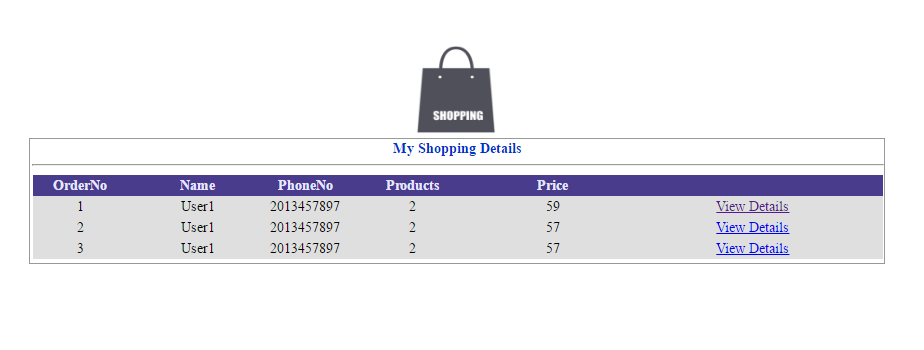 SHOPPING
My Shopping Details
OrderNo Name PhoneNo Products Price
1 User1 2013457897 2 59 View Details
2 User1 2013457897 2 57 View Details
3 User1 2013457897 2 57 View Details